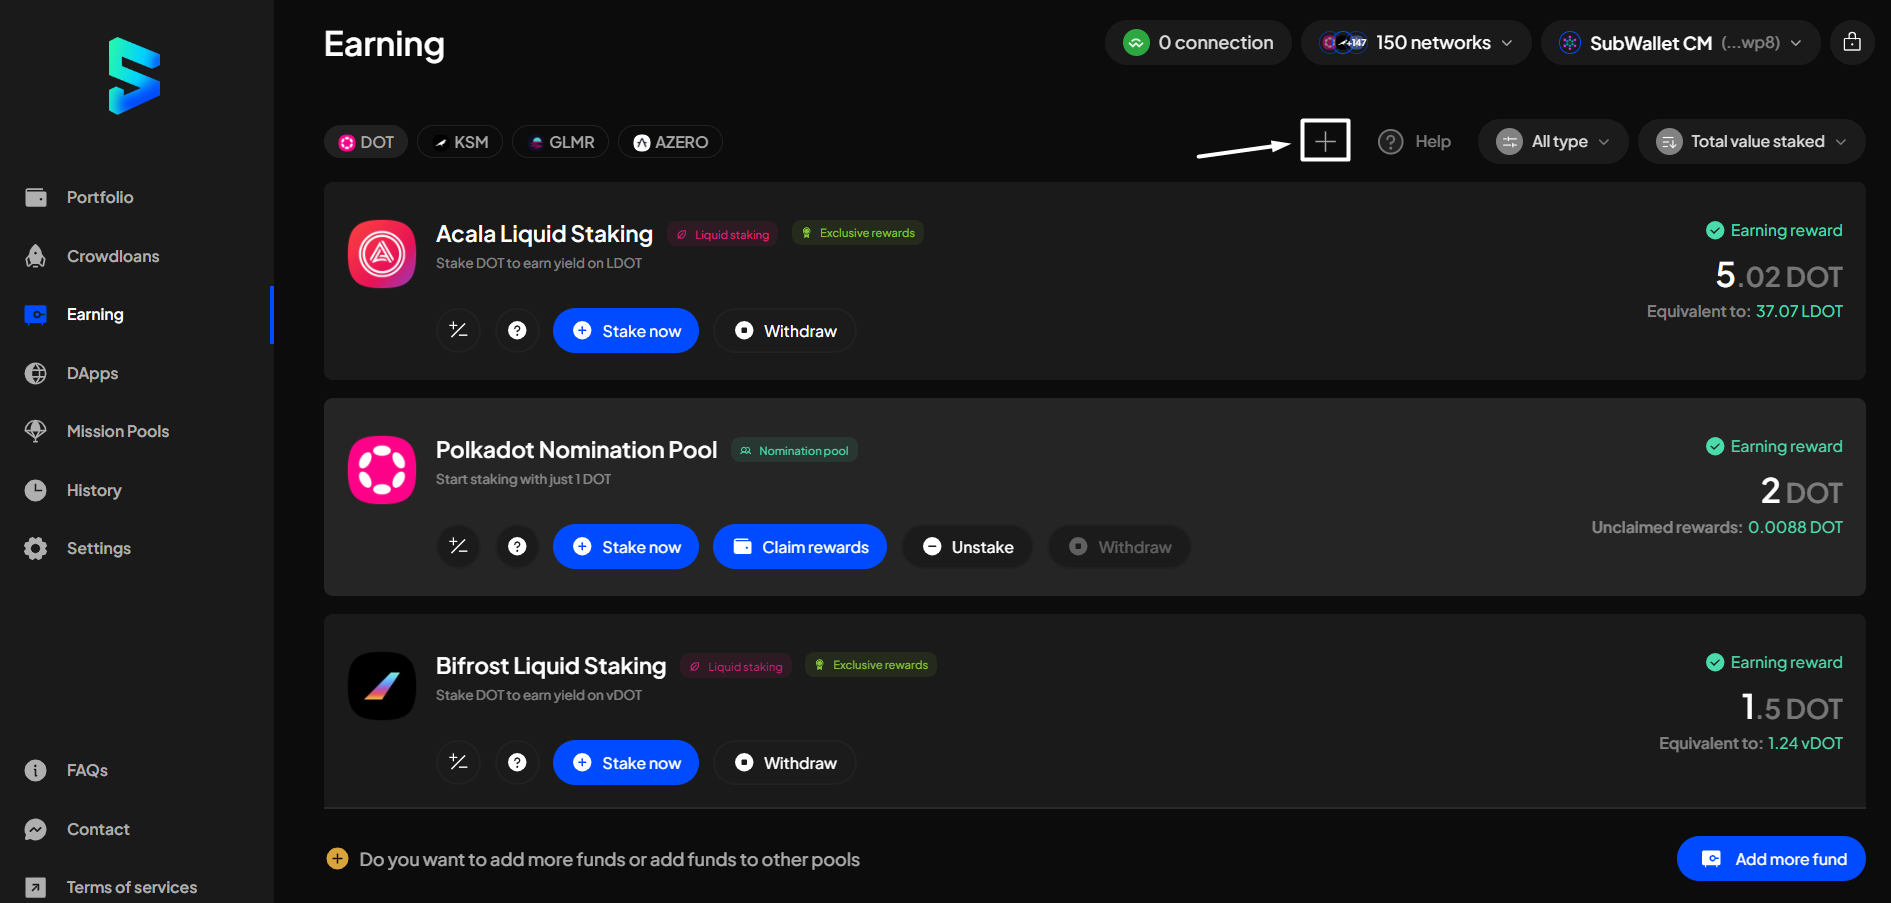 Earning
0 connection
+147 150 networks
SubWallet CM (...wp8)
DOT KSM GLMR AZERO
Help
All type
Total value staked
Portfolio
Crowdloans
Earning
DApps
Mission Pools
History
Settings
FAQs
Contact
Terms of services
Acala Liquid Staking Liquid staking Exclusive rewards
Stake DOT to earn yield on LDOT
Stake now Withdraw
Earning reward
5.02 DOT
Equivalent to: 37.07 LDOT
Polkadot Nomination Pool Nomination pool
Start staking with just 1 DOT
Stake now Claim rewards Unstake Withdraw
Earning reward
2 DOT
Unclaimed rewards: 0.0088 DOT
Bifrost Liquid Staking Liquid staking Exclusive rewards
Stake DOT to earn yield on vDOT
Stake now Withdraw
Earning reward
1.5 DOT
Equivalent to: 1.24 vDOT
Do you want to add more funds or add funds to other pools
Add more fund